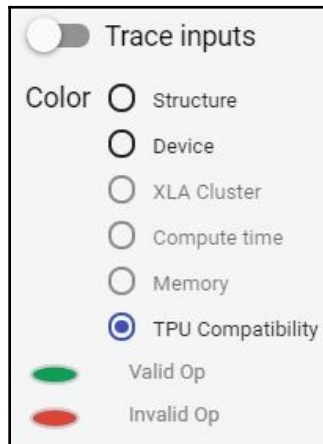 Trace inputs
Color
Structure
Device
XLA Cluster
Compute time
Memory
TPU Compatibility
Valid Op
Invalid Op